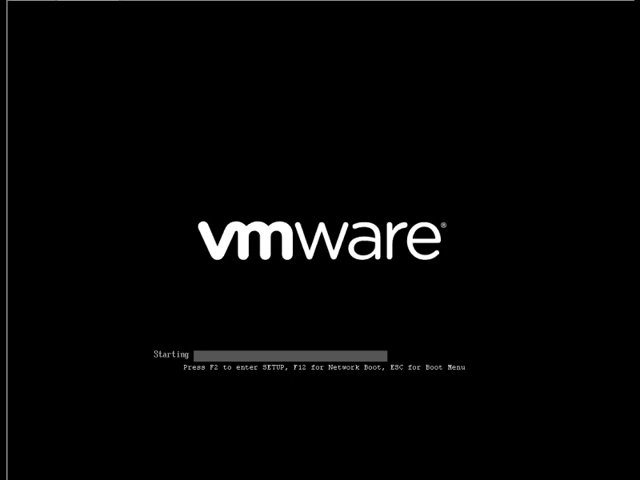 vmware®
Starting
Press F2 to enter SETUP, F12 for Network Boot, ESC for Boot Menu